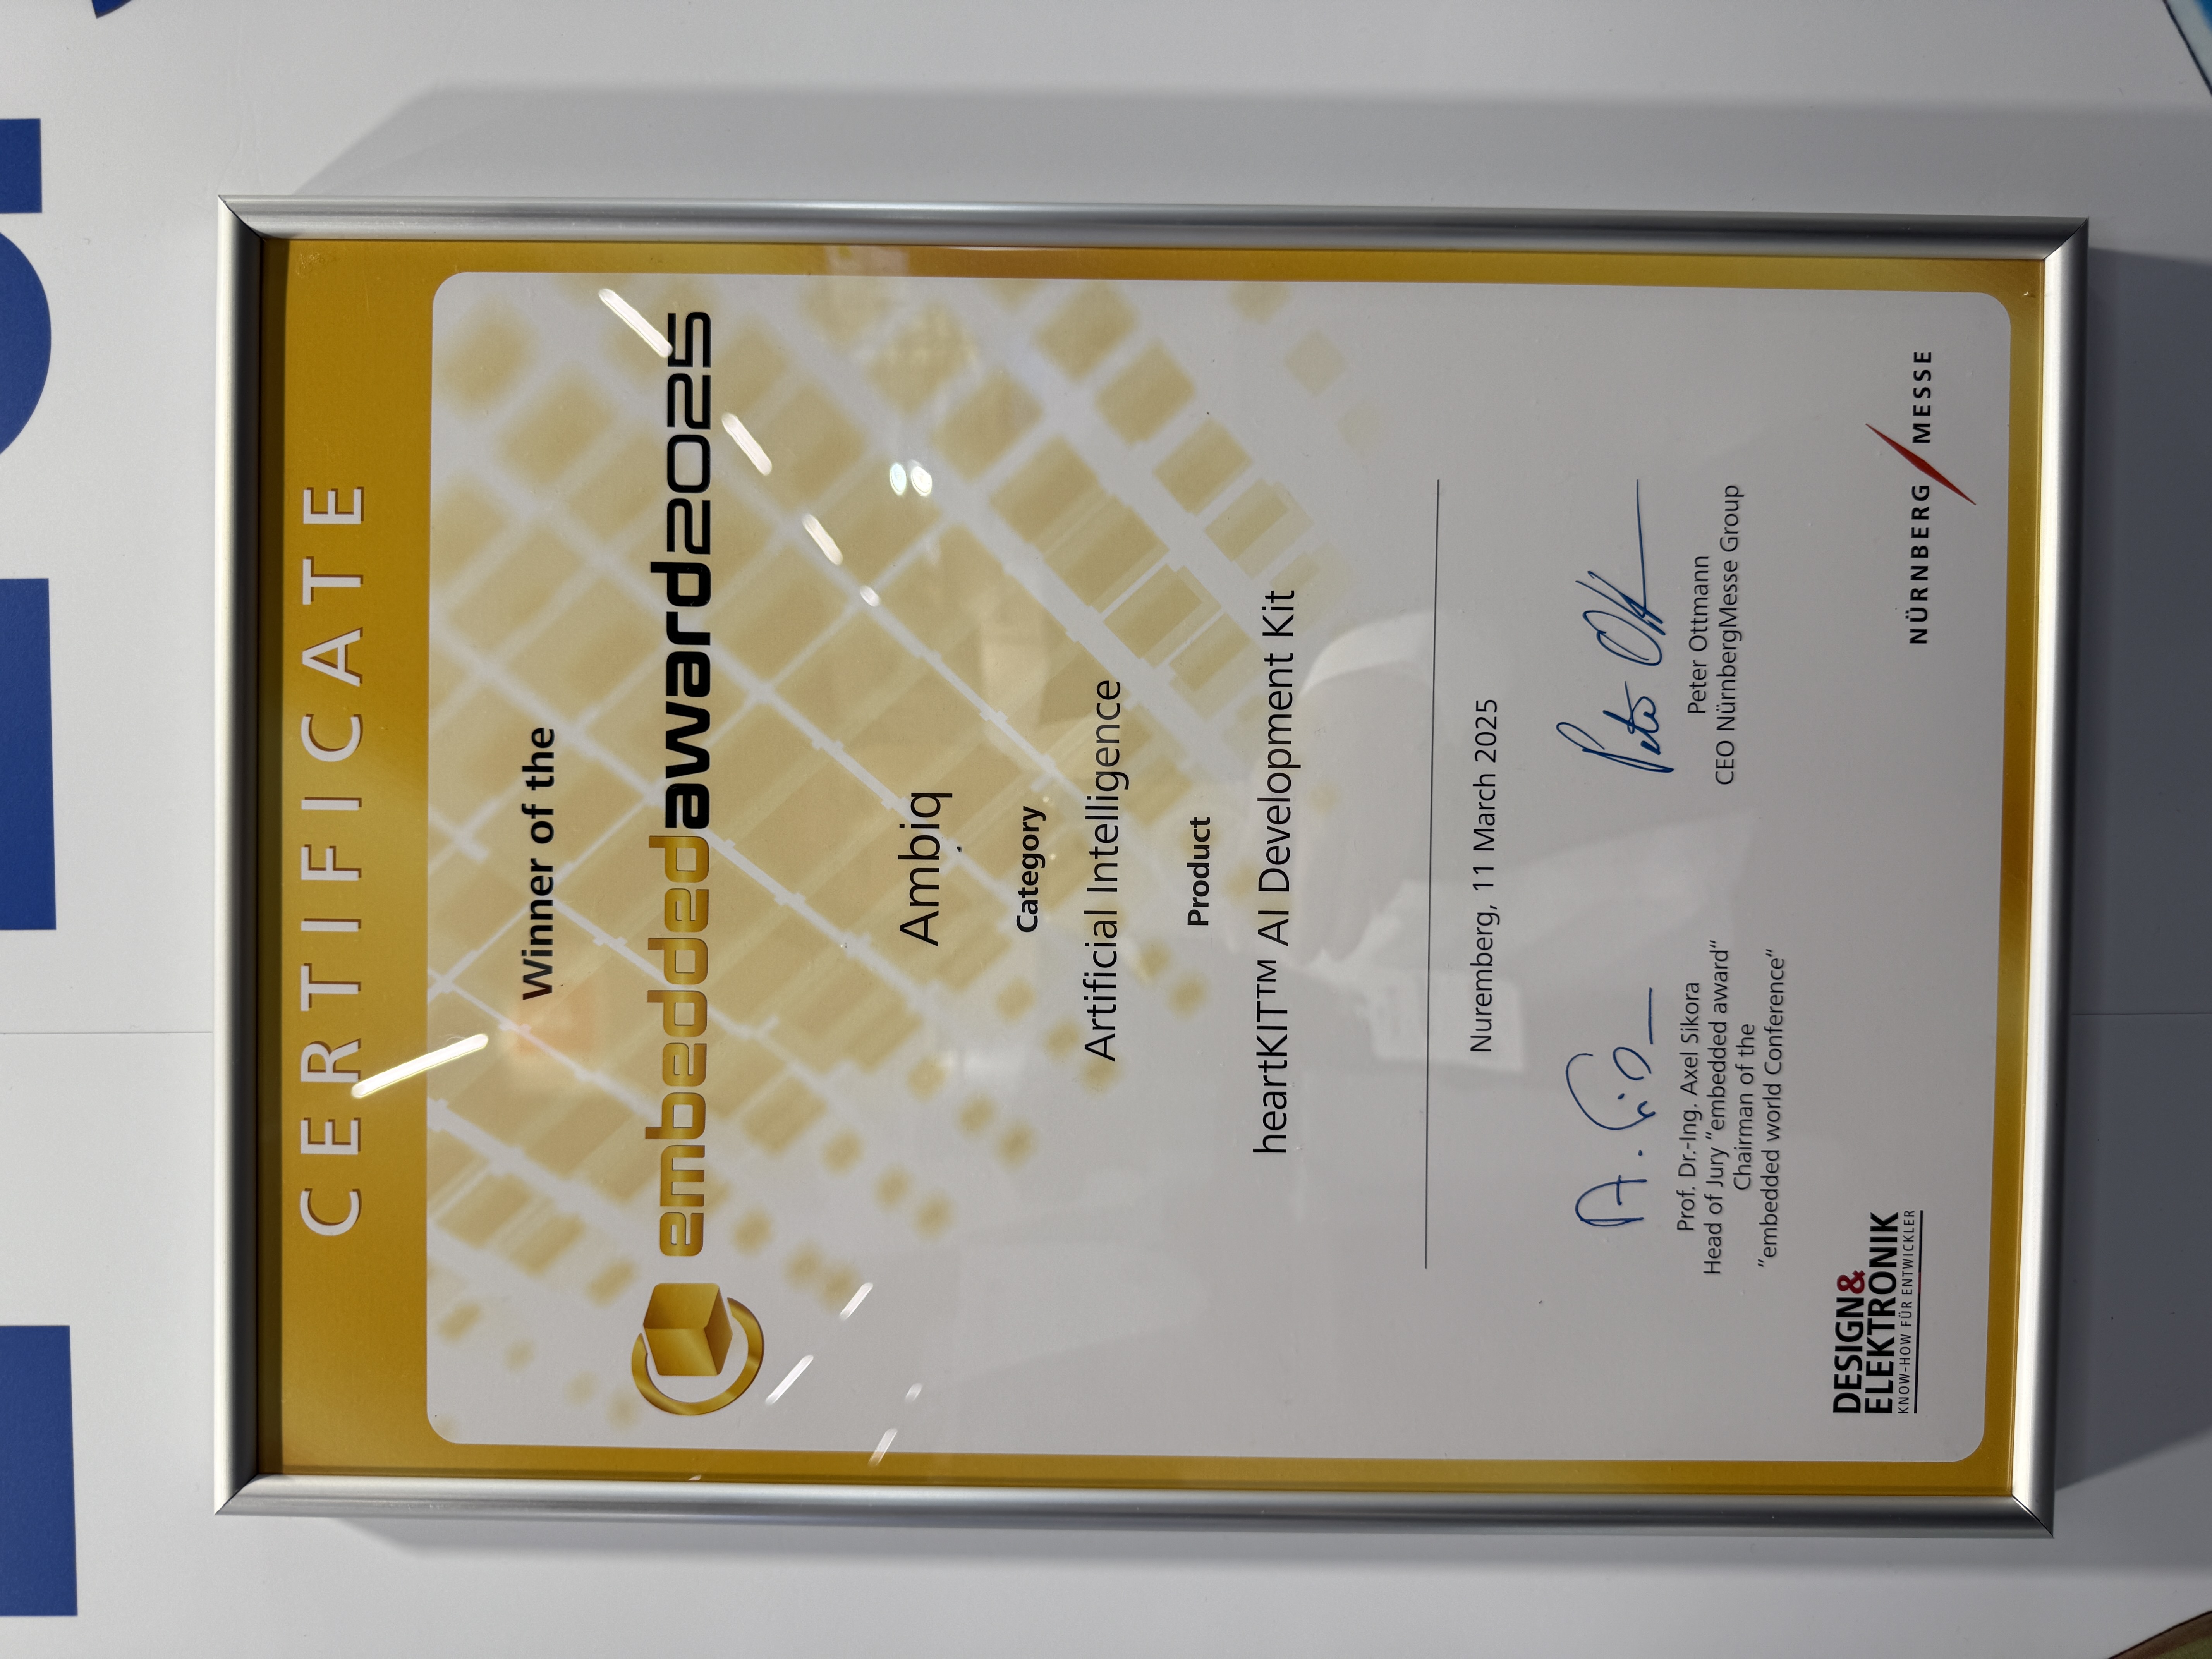 CERTIFICATE
Winner of the
embeddedaward2025
Ambiq
Category
Artificial Intelligence
Product
heartKIT™ AI Development Kit
Nuremberg, 11 March 2025
Prof. Dr.-Ing. Axel Sikora
Head of Jury "embedded award“
Chairman of the
"embedded world Conference“
Peter Ottmann
CEO NürnbergMesse Group
DESIGN&
ELEKTRONIK
KNOW-HOW FÜR ENTWICKLER
NÜRNBERG MESSE